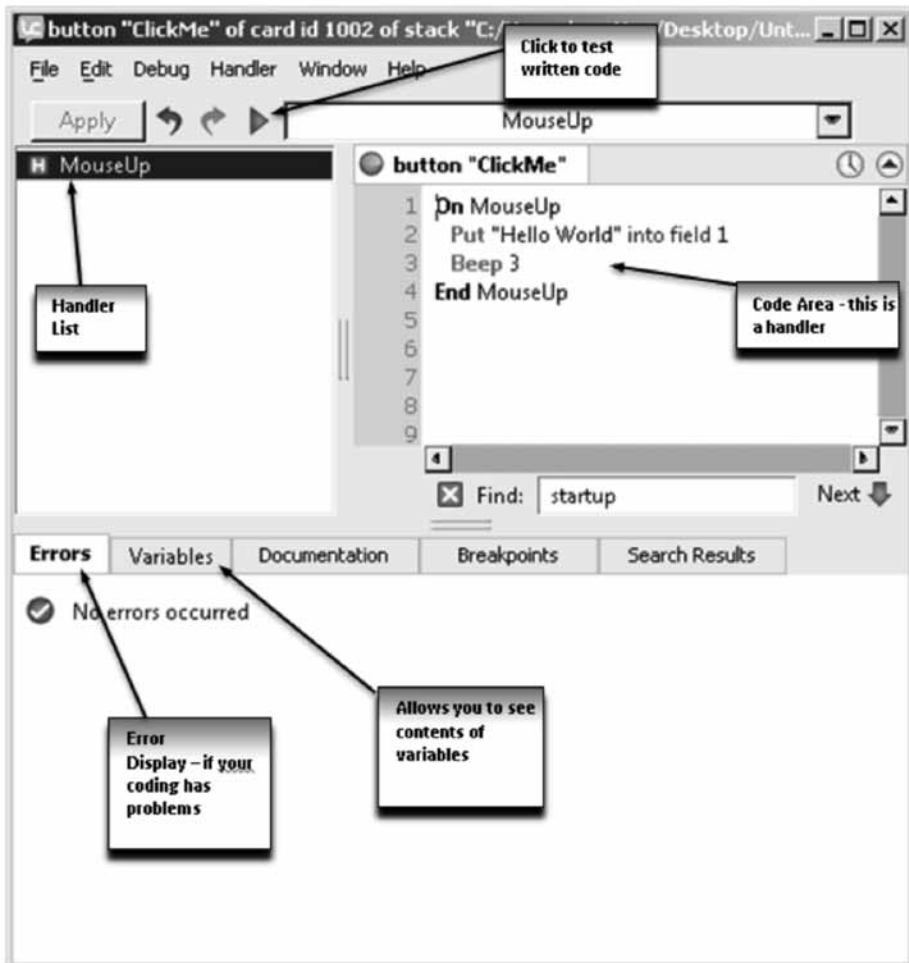 button "ClickMe" of card id 1002 of stack "C:/ /Desktop/Unt...
Click to test
written code
File Edit Debug Handler Window Help
Apply
MouseUp
H MouseUp
button "ClickMe"
1 On MouseUp
2 Put "Hello World" into field 1
3 Beep 3
4 End MouseUp
5
6
7
8
9
Handler
List
Code Area - this is
a handler
Find: startup Next
Errors Variables Documentation Breakpoints Search Results
No errors occurred
Error
Display – if your
coding has
problems
Allows you to see
contents of
variables